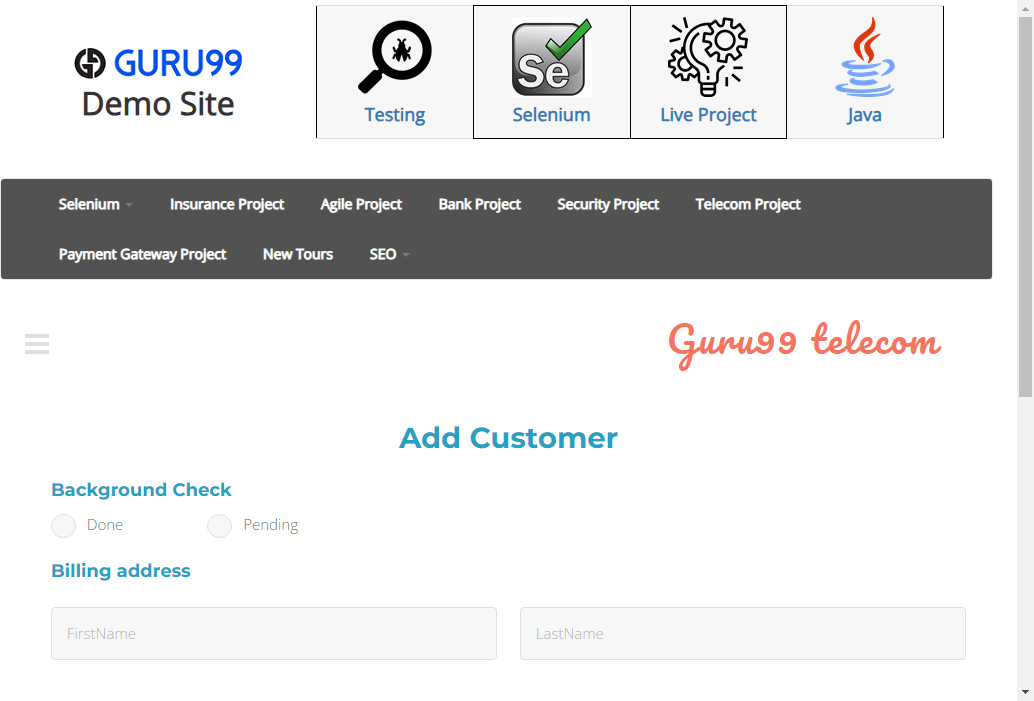 GURU99
Demo Site
Testing
Se
Selenium
Live Project
Java
Selenium Insurance Project Agile Project Bank Project Security Project Telecom Project
Payment Gateway Project New Tours SEO
Guru99 telecom
Add Customer
Background Check
Done Pending
Billing address
FirstName LastName